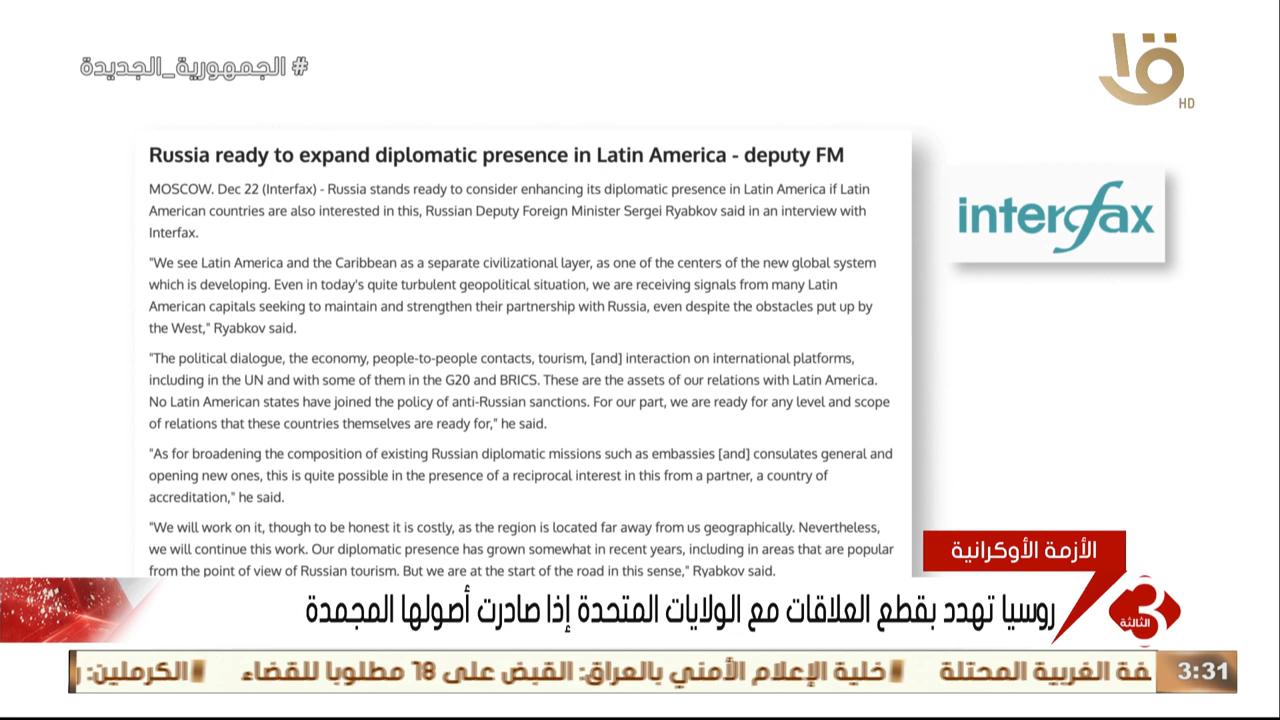 # الجمهورية_الجديدة
HD
Russia ready to expand diplomatic presence in Latin America - deputy FM
MOSCOW. Dec 22 (Interfax) - Russia stands ready to consider enhancing its diplomatic presence in Latin America if Latin
American countries are also interested in this, Russian Deputy Foreign Minister Sergei Ryabkov said in an interview with
Interfax.
"We see Latin America and the Caribbean as a separate civilizational layer, as one of the centers of the new global system
which is developing. Even in today's quite turbulent geopolitical situation, we are receiving signals from many Latin
American capitals seeking to maintain and strengthen their partnership with Russia, even despite the obstacles put up by
the West," Ryabkov said.
"The political dialogue, the economy, people-to-people contacts, tourism, [and] interaction on international platforms,
including in the UN and with some of them in the G20 and BRICS. These are the assets of our relations with Latin America.
No Latin American states have joined the policy of anti-Russian sanctions. For our part, we are ready for any level and scope
of relations that these countries themselves are ready for," he said.
"As for broadening the composition of existing Russian diplomatic missions such as embassies [and] consulates general and
opening new ones, this is quite possible in the presence of a reciprocal interest in this from a partner, a country of
accreditation," he said.
"We will work on it, though to be honest it is costly, as the region is located far away from us geographically. Nevertheless,
we will continue this work. Our diplomatic presence has grown somewhat in recent years, including in areas that are popular
from the point of view of Russian tourism. But we are at the start of the road in this sense," Ryabkov said.
interfax
الأزمة الأوكرانية
روسيا تهدد بقطع العلاقات مع الولايات المتحدة إذا صادرت أصولها المجمدة
3 الثالثة
الغربية المحتلة خلية الإعلام الأمني بالعراق: القبض على 18 مطلوبا للقضاء الكرملين:
3:31